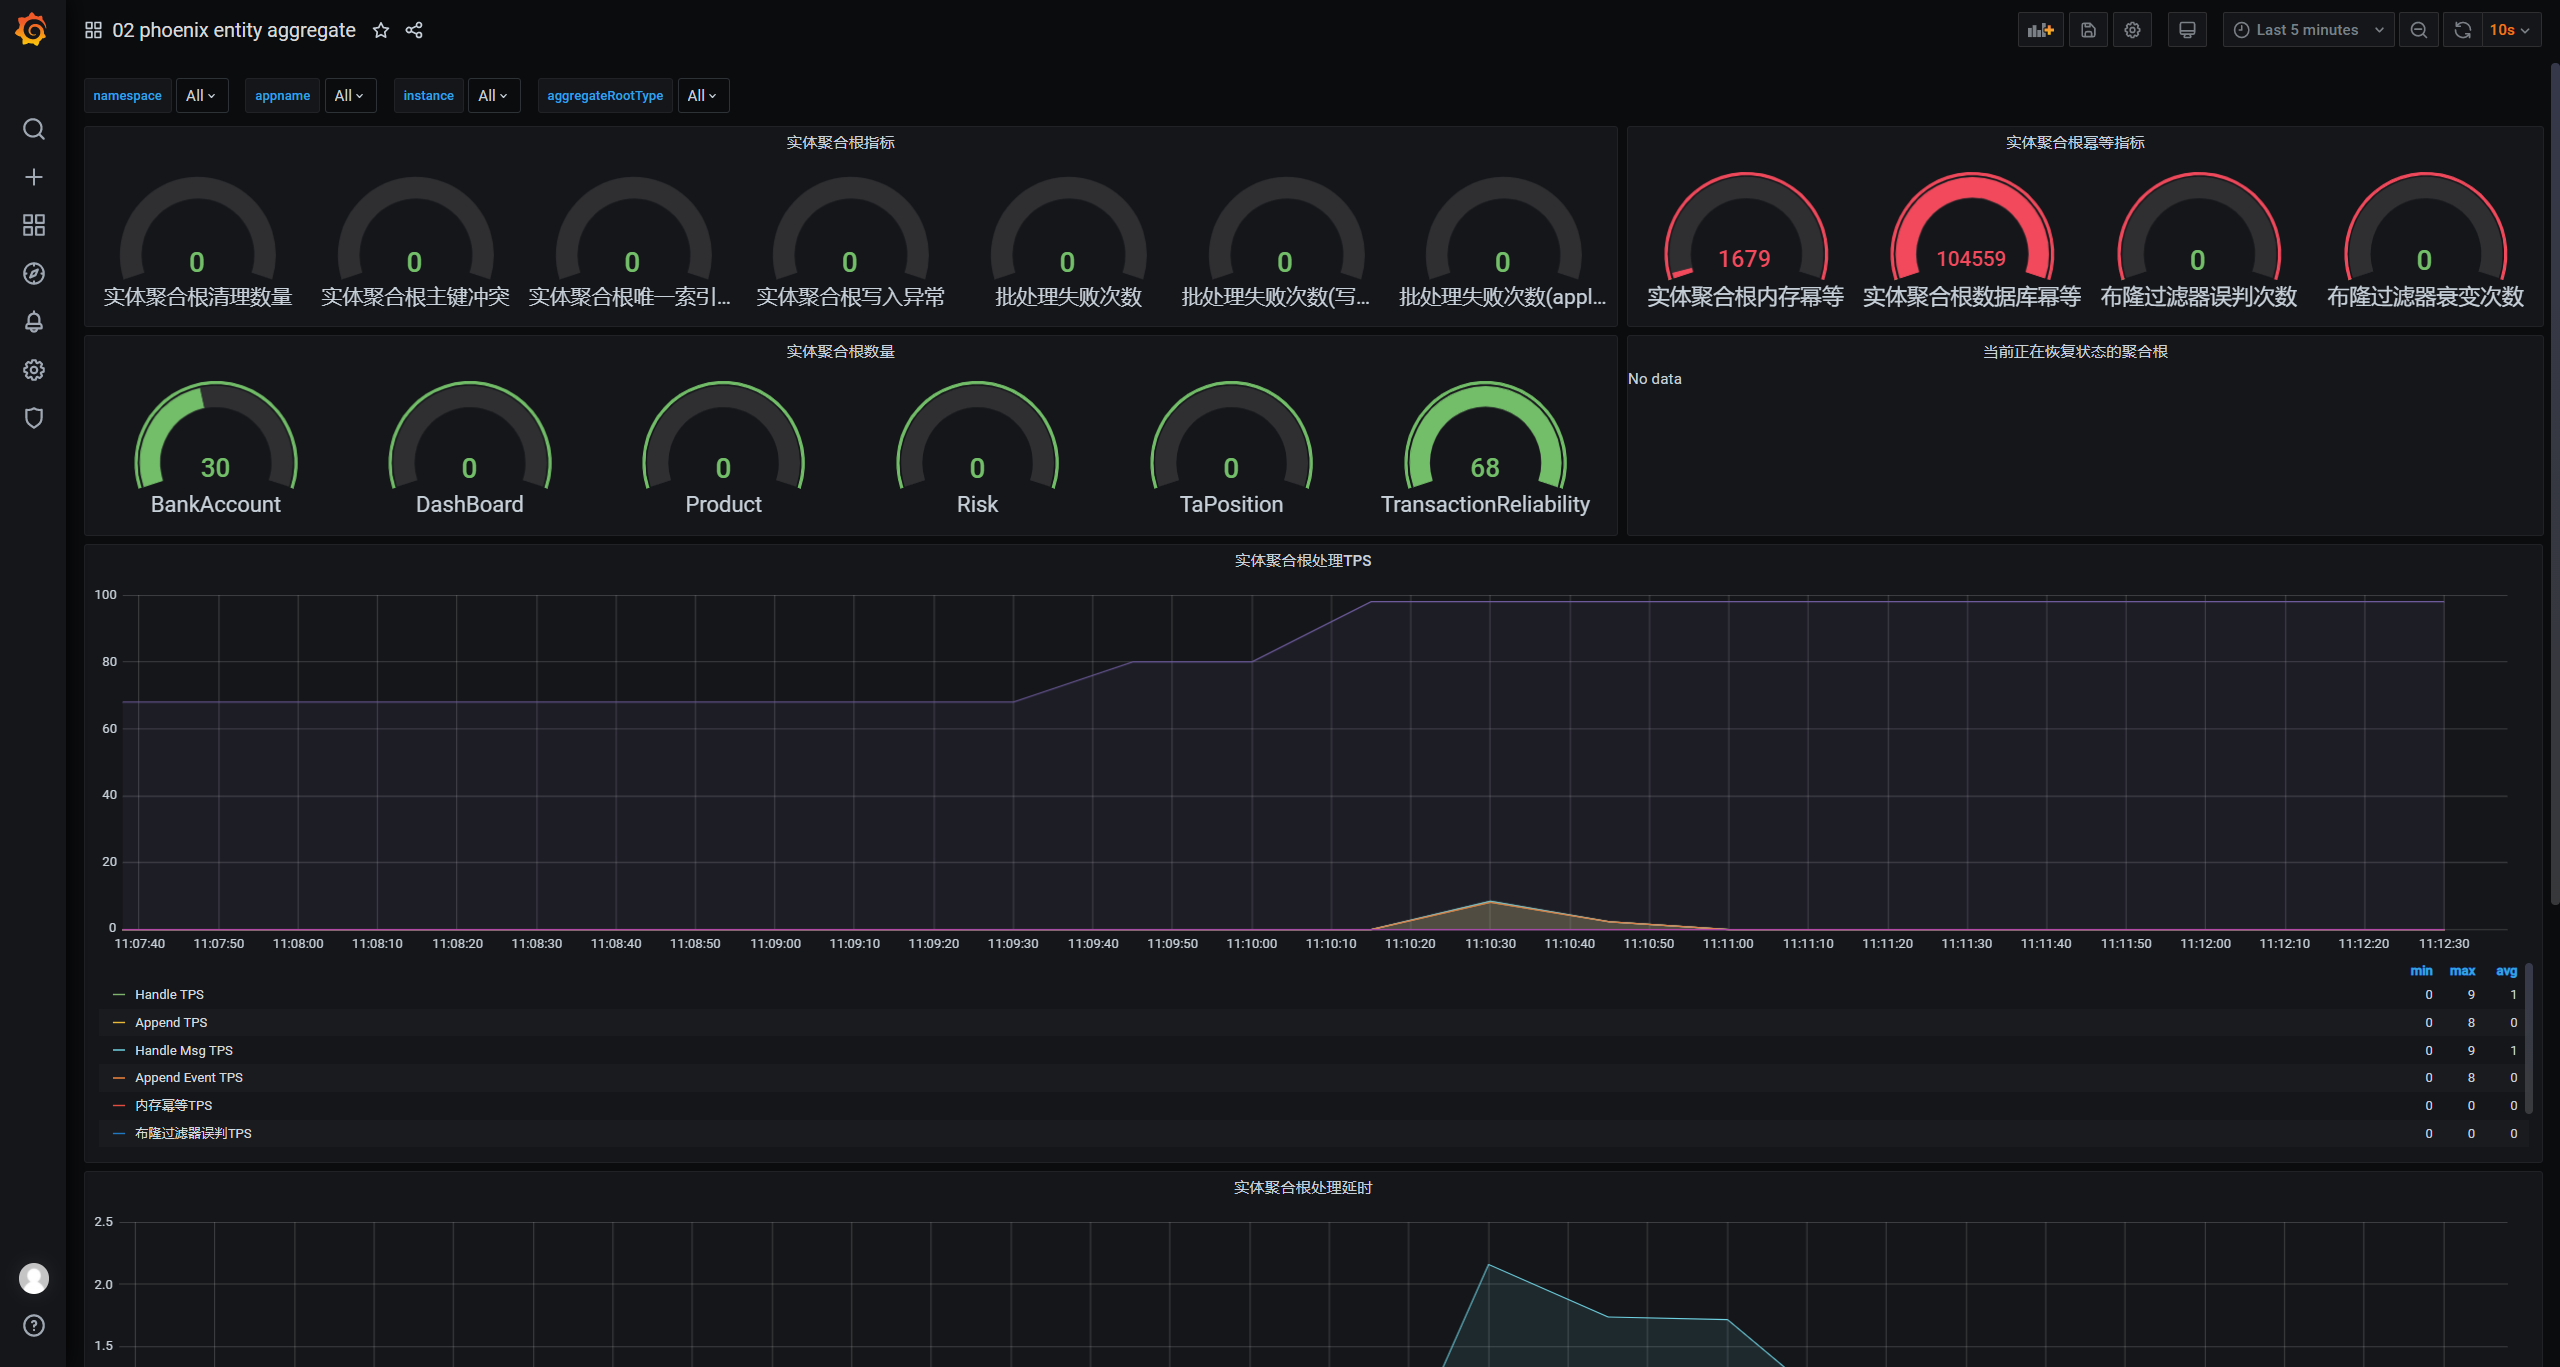 02 phoenix entity aggregate
Last 5 minutes
10s
namespace All appname All instance All aggregateRootType All
实体聚合根指标
0 0 0 0 0 0 0
实体聚合根清理数量 实体聚合根主键冲突 实体聚合根唯一索引... 实体聚合根写入异常 批处理失败次数 批处理失败次数(写... 批处理失败次数(appl...
实体聚合根幂等指标
1679 104559 0 0
实体聚合根内存幂等 实体聚合根数据库幂等 布隆过滤器误判次数 布隆过滤器衰变次数
实体聚合根数量
30 0 0 0 0 68
BankAccount DashBoard Product Risk TaPosition TransactionReliability
当前正在恢复状态的聚合根
No data
实体聚合根处理TPS
100
80
60
40
20
0
11:07:40 11:07:50 11:08:00 11:08:10 11:08:20 11:08:30 11:08:40 11:08:50 11:09:00 11:09:10 11:09:20 11:09:30 11:09:40 11:09:50 11:10:00 11:10:10 11:10:20 11:10:30 11:10:40 11:10:50 11:11:00 11:11:10 11:11:20 11:11:30 11:11:40 11:11:50 11:12:00 11:12:10 11:12:20 11:12:30
min max avg
Handle TPS 0 9 1
Append TPS 0 8 0
Handle Msg TPS 0 9 1
Append Event TPS 0 8 0
内存幂等TPS 0 0 0
布隆过滤器误判TPS 0 0 0
实体聚合根处理延时
2.5
2.0
1.5